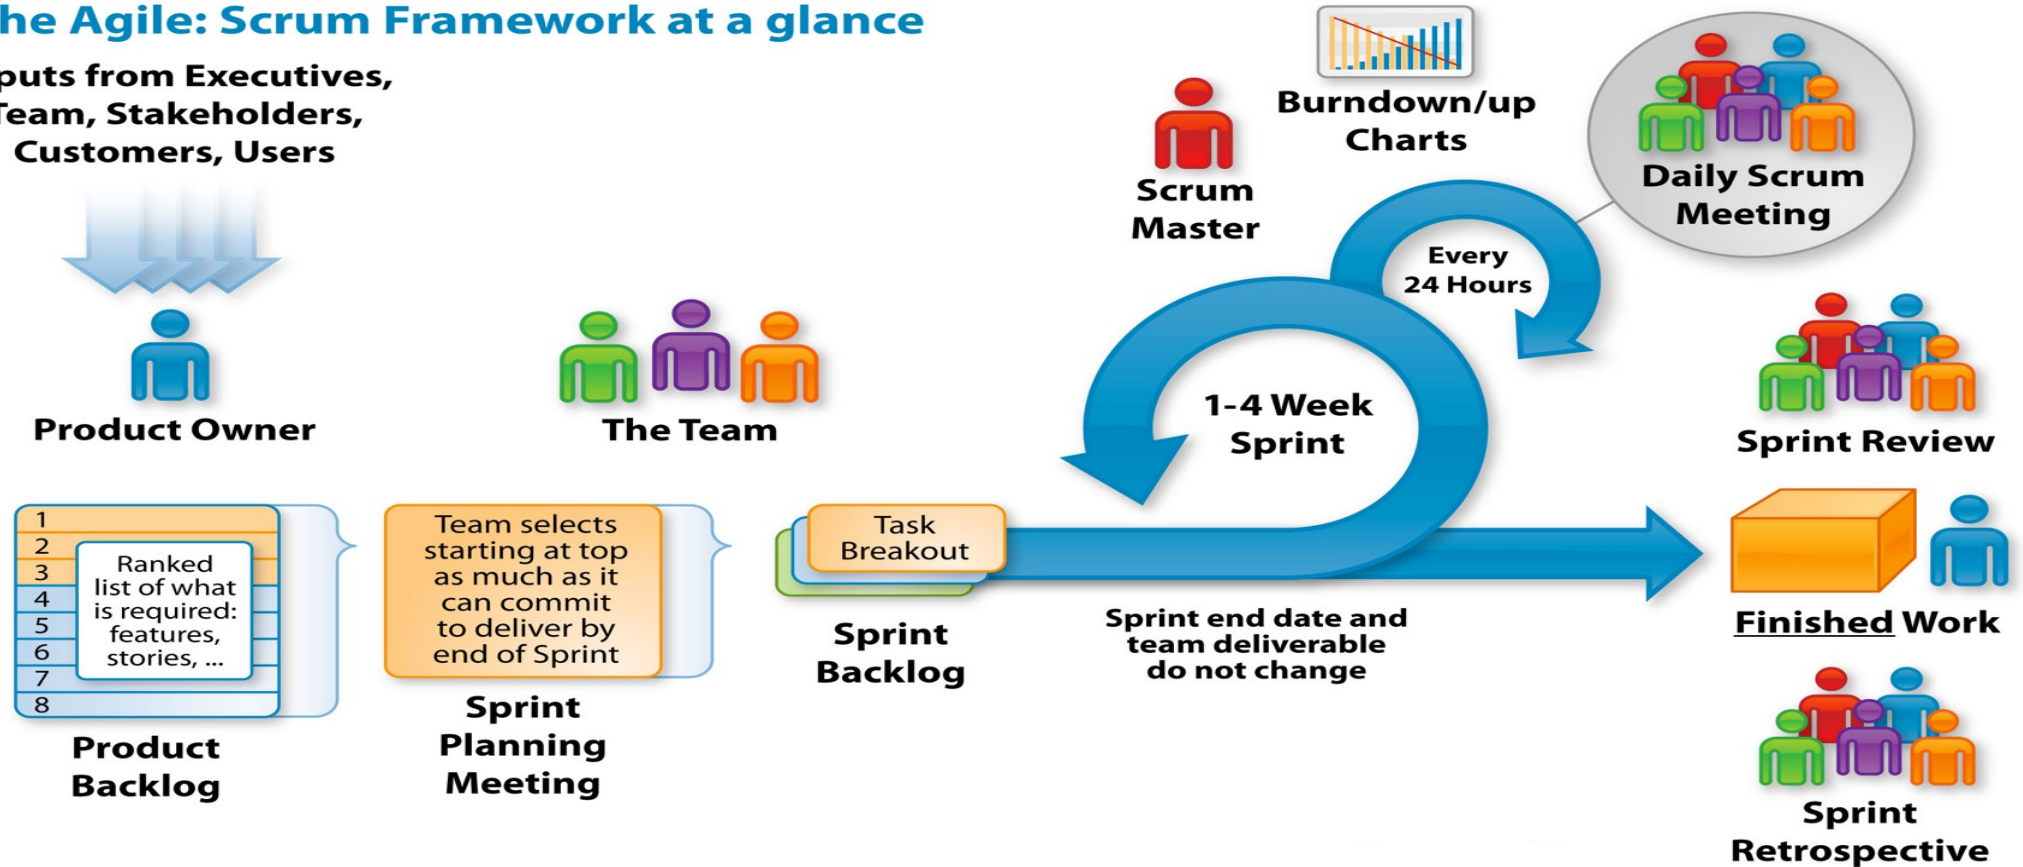 he Agile: Scrum Framework at a glance
puts from Executives,
Team, Stakeholders,
Customers, Users
Product Owner
The Team
Scrum
Master
Burndown/up
Charts
Daily Scrum
Meeting
Every
24 Hours
1-4 Week
Sprint
Sprint Review
1
2
3
4
5
6
7
8
Ranked
list of what
is required:
features,
stories, ...
Product
Backlog
Team selects
starting at top
as much as it
can commit
to deliver by
end of Sprint
Sprint
Planning
Meeting
Task
Breakout
Sprint
Backlog
Sprint end date and
team deliverable
do not change
Finished Work
Sprint
Retrospective